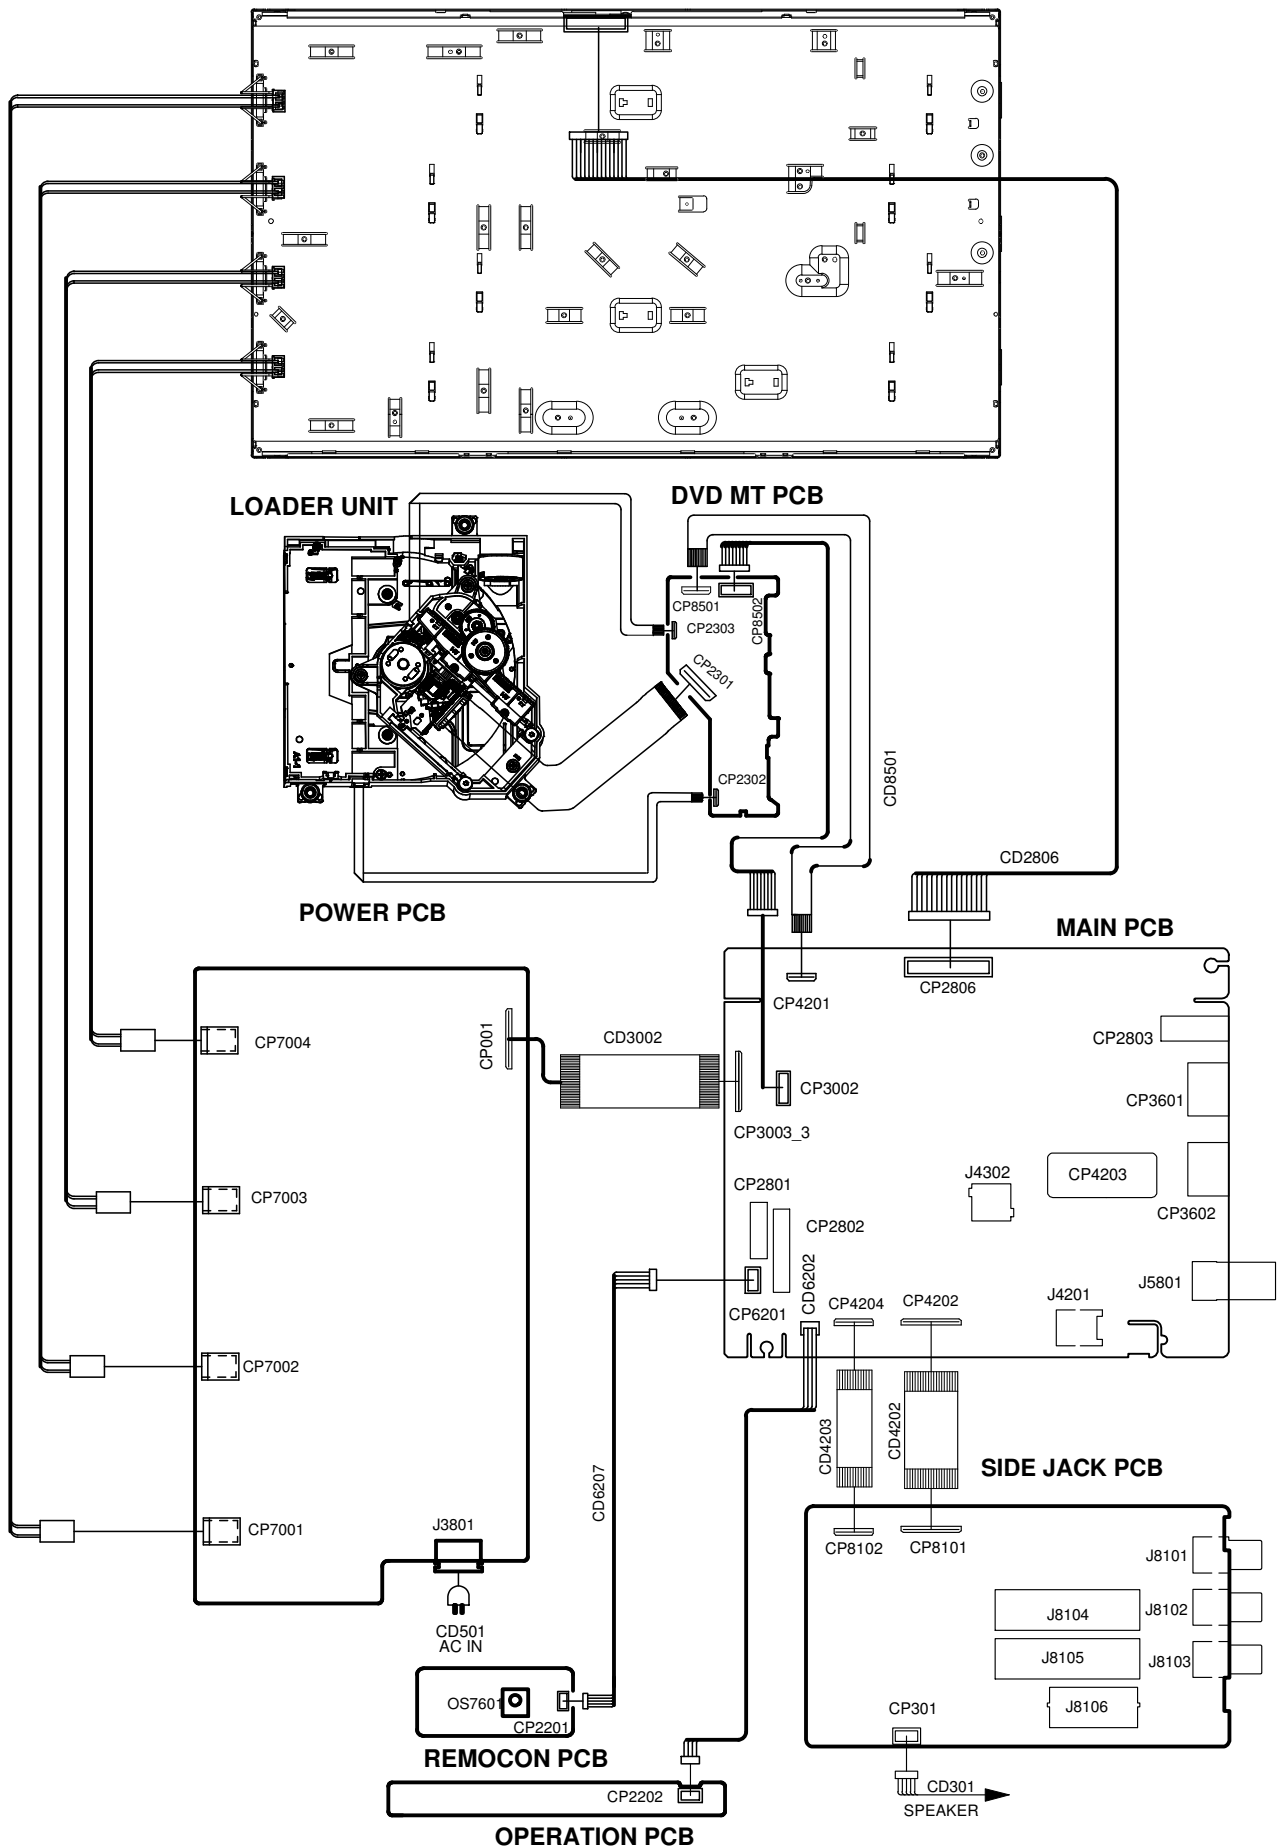 LOADER UNIT
DVD MT PCB
CP8501
CP8502
CP2303
CP2301
CP2302
CD8501
CD2806
POWER PCB
MAIN PCB
CP2806
CP4201
CP2803
CP7004
CP001
CD3002
CP3002
CP3601
CP3003_3
J4302
CP4203
CP2801
CP7003
CP3602
CP2802
CD6202
J5801
CP6201
CP4204
CP4202
J4201
CP7002
CD4203
CD4202
SIDE JACK PCB
CD6207
CP7001
J3801
CP8102
CP8101
J8101
CD501
AC IN
J8104
J8102
J8105
J8103
OS7601
CP2201
CP301
J8106
REMOCON PCB
CP2202
CD301
SPEAKER
OPERATION PCB